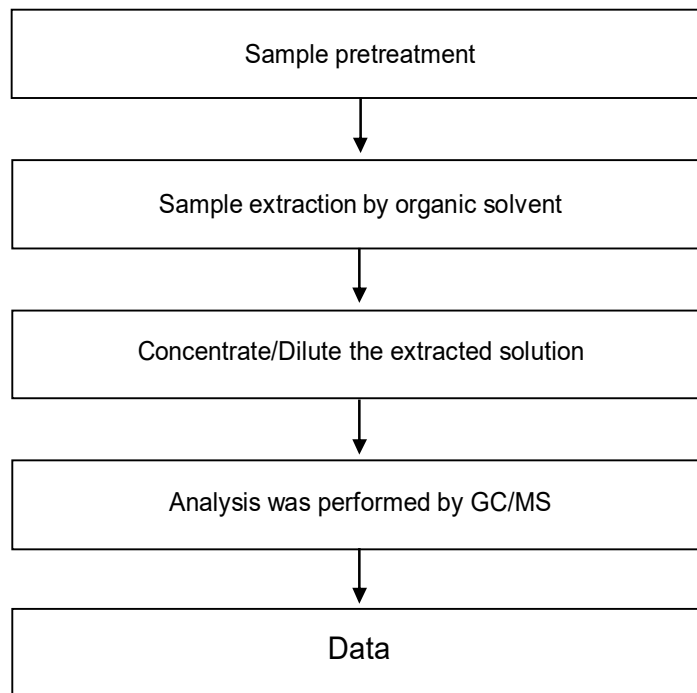 Sample pretreatment
Sample extraction by organic solvent
Concentrate/Dilute the extracted solution
Analysis was performed by GC/MS
Data